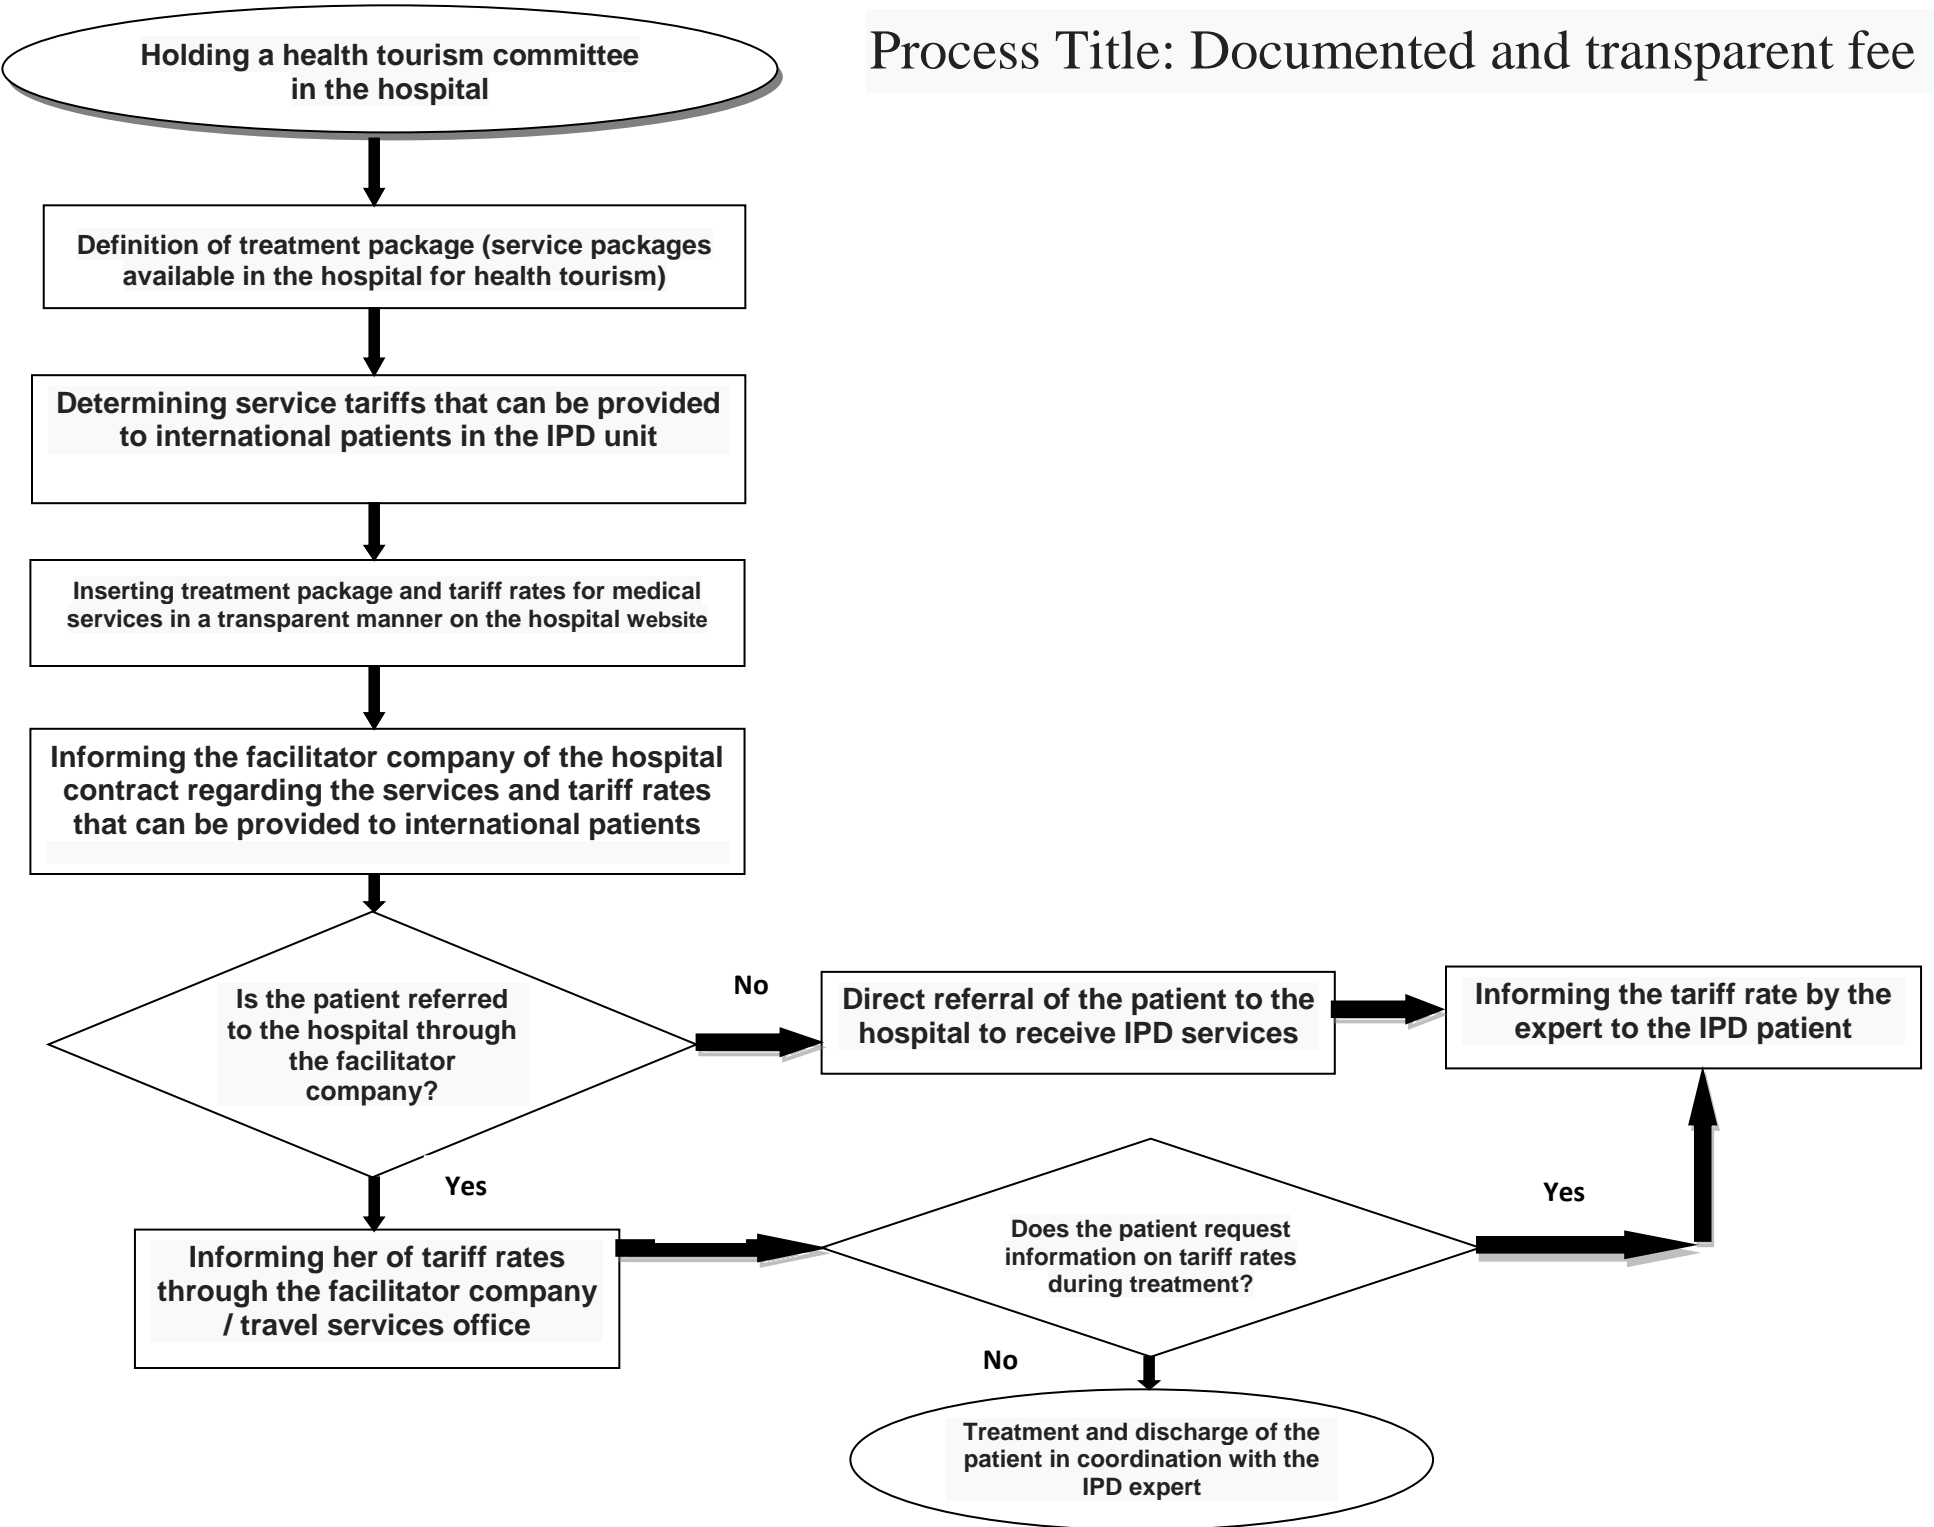 Process Title: Documented and transparent fee
Holding a health tourism committee
in the hospital
Definition of treatment package (service packages
available in the hospital for health tourism)
Determining service tariffs that can be provided
to international patients in the IPD unit
Inserting treatment package and tariff rates for medical
services in a transparent manner on the hospital website
Informing the facilitator company of the hospital
contract regarding the services and tariff rates
that can be provided to international patients
Is the patient referred
to the hospital through
the facilitator
company?
No
Direct referral of the patient to the
hospital to receive IPD services
Informing the tariff rate by the
expert to the IPD patient
Yes
Informing her of tariff rates
through the facilitator company
/ travel services office
Does the patient request
information on tariff rates
during treatment?
Yes
No
Treatment and discharge of the
patient in coordination with the
IPD expert